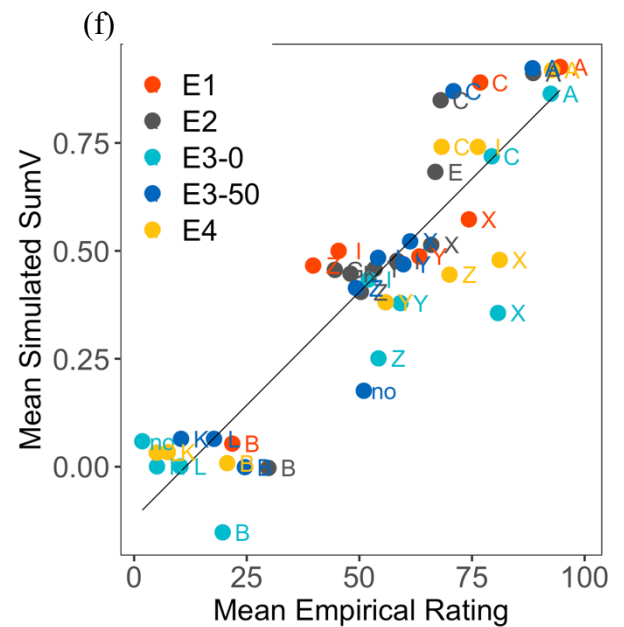 (f)
E1
E2
E3-0
E3-50
E4
A
A
A
A
C
C
C
C
I
C
E
X
X
X
Y
Y
I
Z
G
X
Z
I
Z
Z
Y
Y
X
Z
no
no
K
L
B
K
L
B
B
B
B
0.75
0.50
0.25
0.00
0
25
50
75
100
Mean Simulated SumV
Mean Empirical Rating